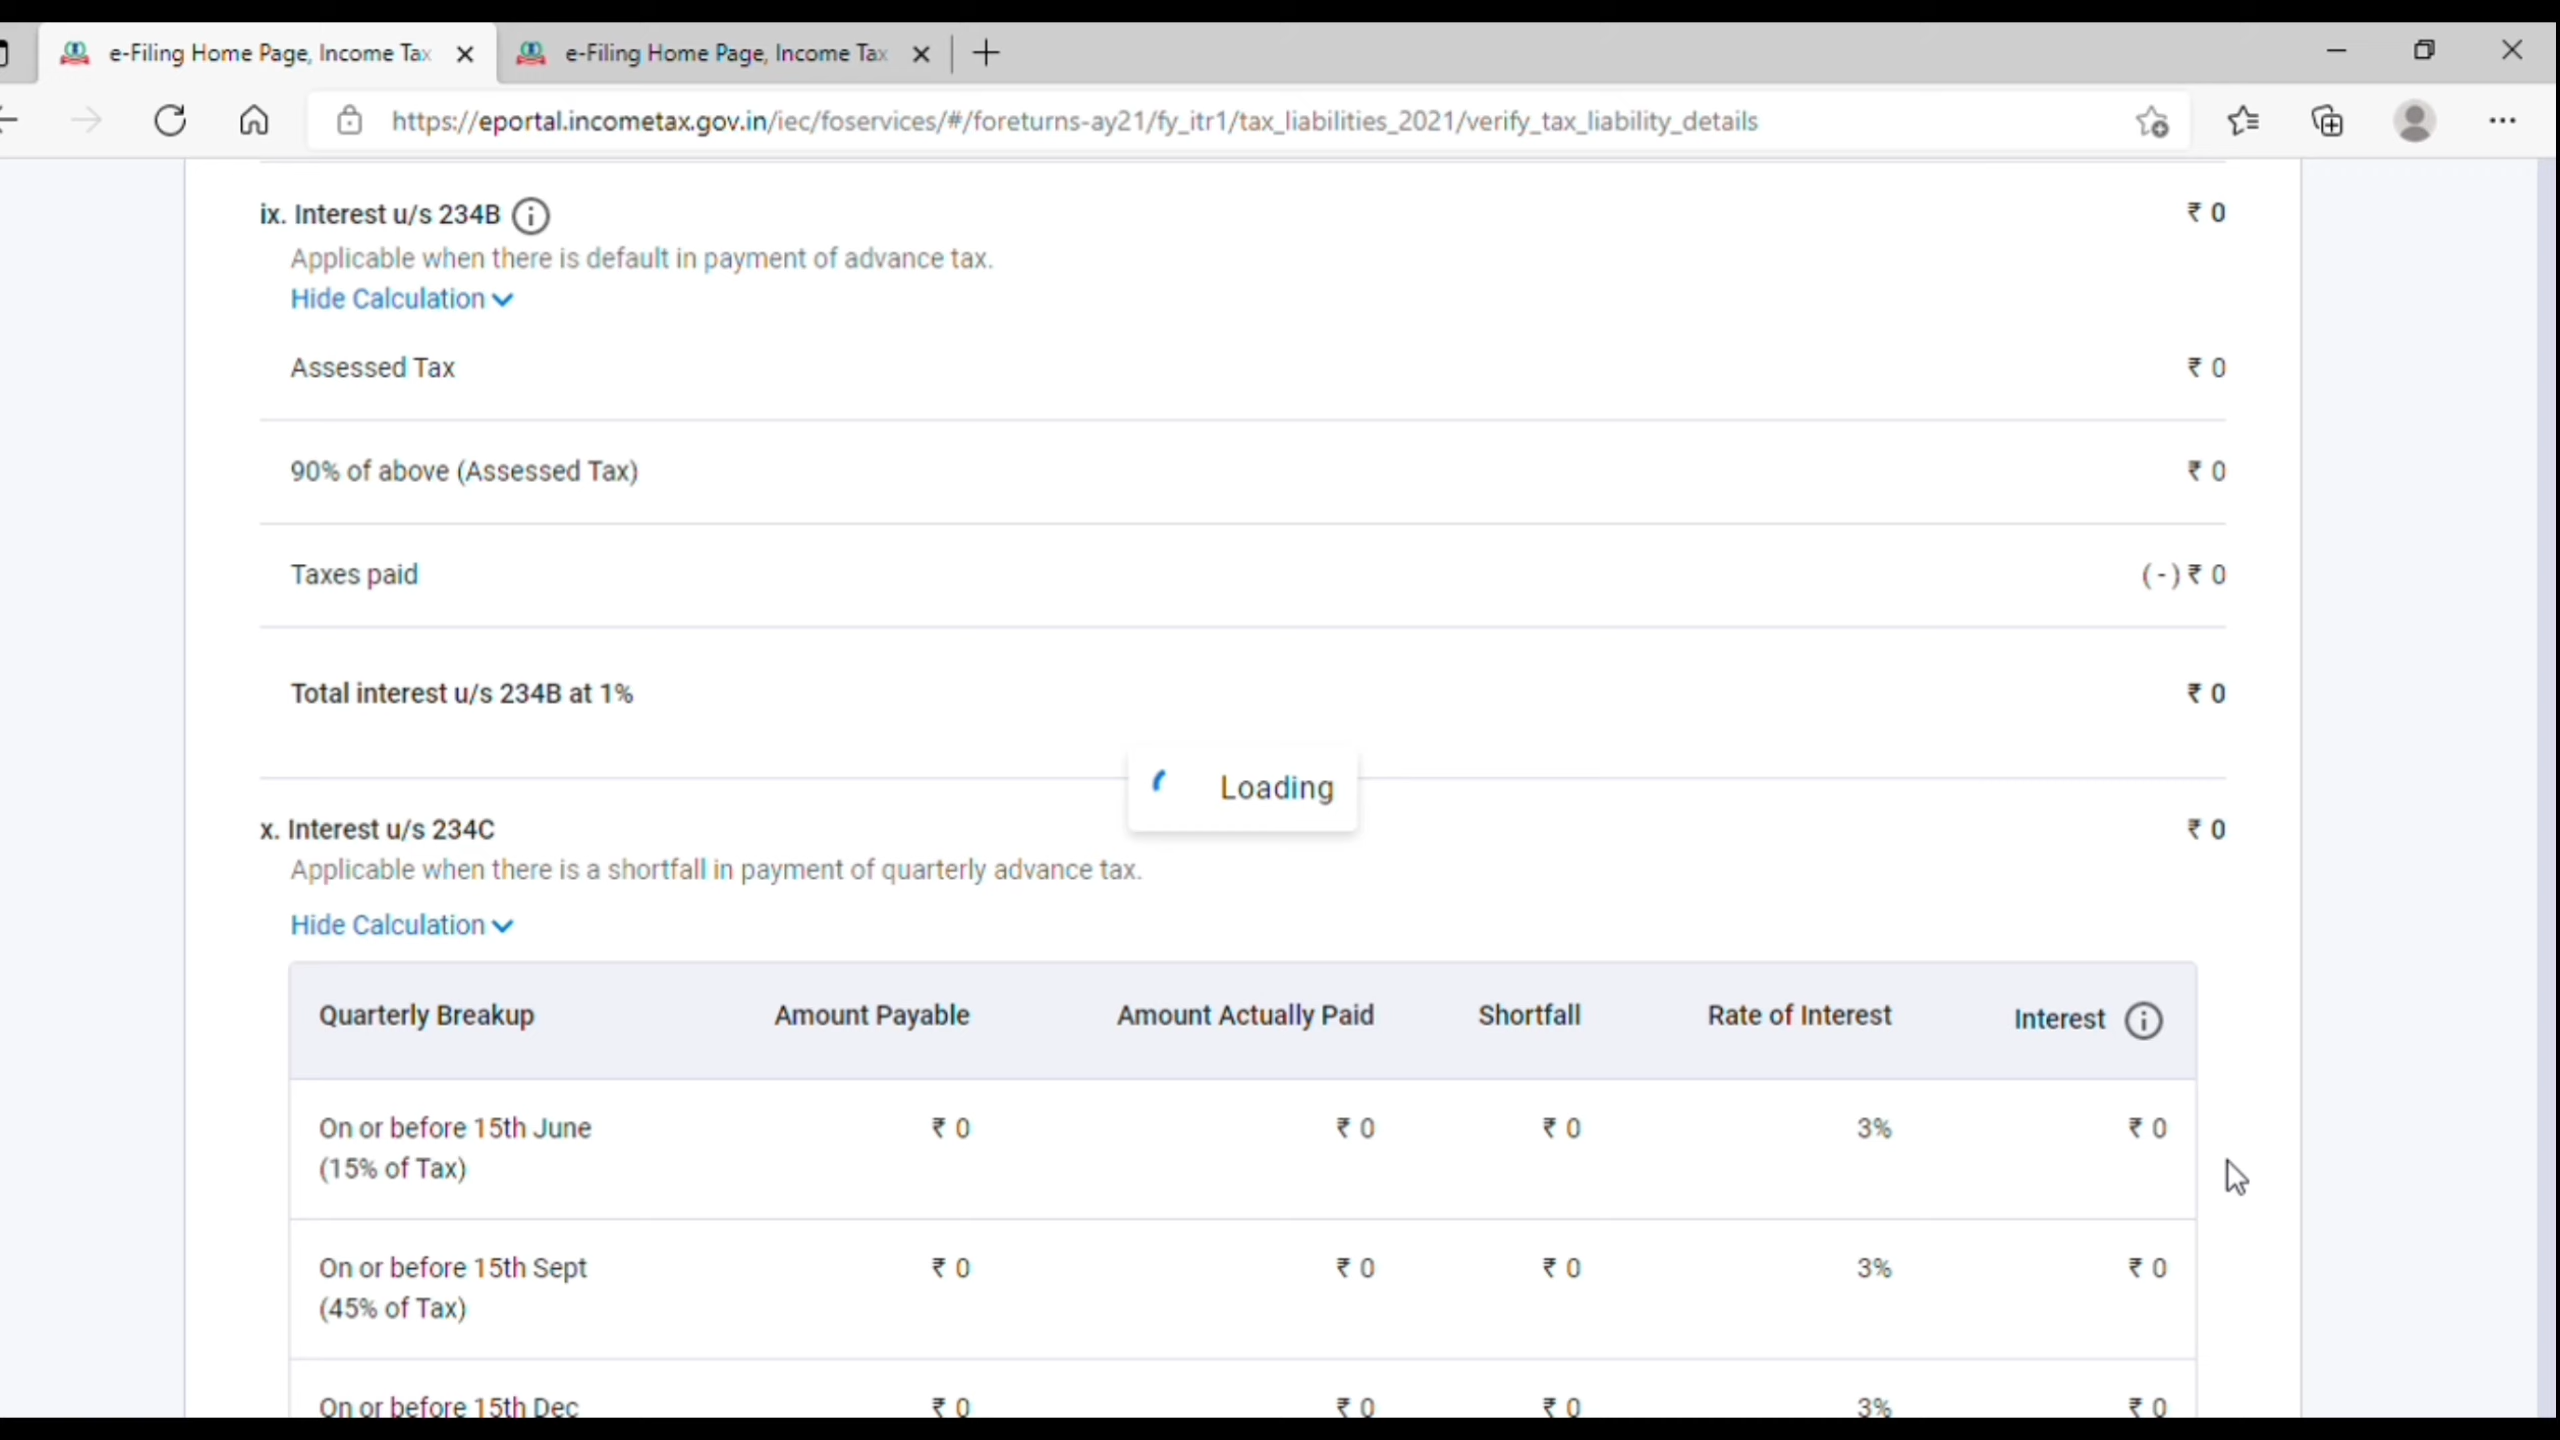 e-Filing Home Page, Income Tax
e-Filing Home Page, Income Tax
https://eportal.incometax.gov.in/iec/foservices/#/foreturns-ay21/fy_itr1/tax_liabilities_2021/verify_tax_liability_details
ix. Interest u/s 234B ₹ 0
Applicable when there is default in payment of advance tax.
Hide Calculation
Assessed Tax ₹ 0
90% of above (Assessed Tax) ₹ 0
Taxes paid (-) ₹ 0
Total interest u/s 234B at 1% ₹ 0
Loading
x. Interest u/s 234C ₹ 0
Applicable when there is a shortfall in payment of quarterly advance tax.
Hide Calculation
Quarterly Breakup Amount Payable Amount Actually Paid Shortfall Rate of Interest Interest
On or before 15th June ₹ 0 ₹ 0 ₹ 0 3% ₹ 0
(15% of Tax)
On or before 15th Sept ₹ 0 ₹ 0 ₹ 0 3% ₹ 0
(45% of Tax)
On or before 15th Dec ₹ 0 ₹ 0 ₹ 0 3% ₹ 0